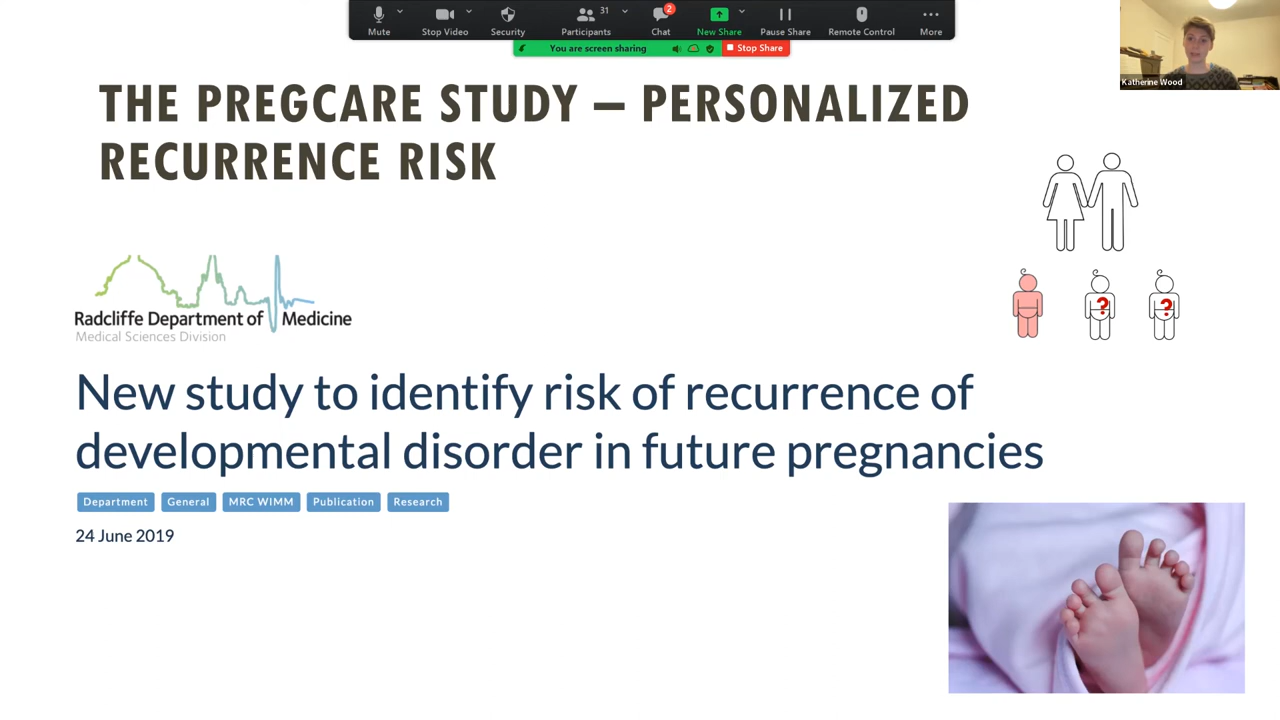 31
2
Mute
Stop Video
Security
Participants
Chat
New Share
Pause Share
Remote Control
More
You are screen sharing
Stop Share
Katherine Wood
THE PREGCARE STUDY – PERSONALIZED
RECURRENCE RISK
Radcliffe Department of Medicine
Medical Sciences Division
?
?
New study to identify risk of recurrence of
developmental disorder in future pregnancies
Department
General
MRC WIMM
Publication
Research
24 June 2019